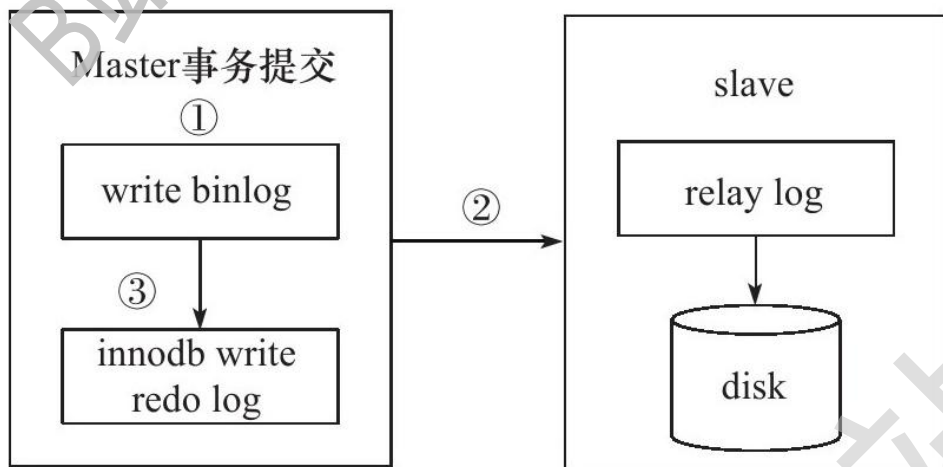 Master事务提交
①
write binlog
③
innodb write
redo log
②
slave
relay log
disk